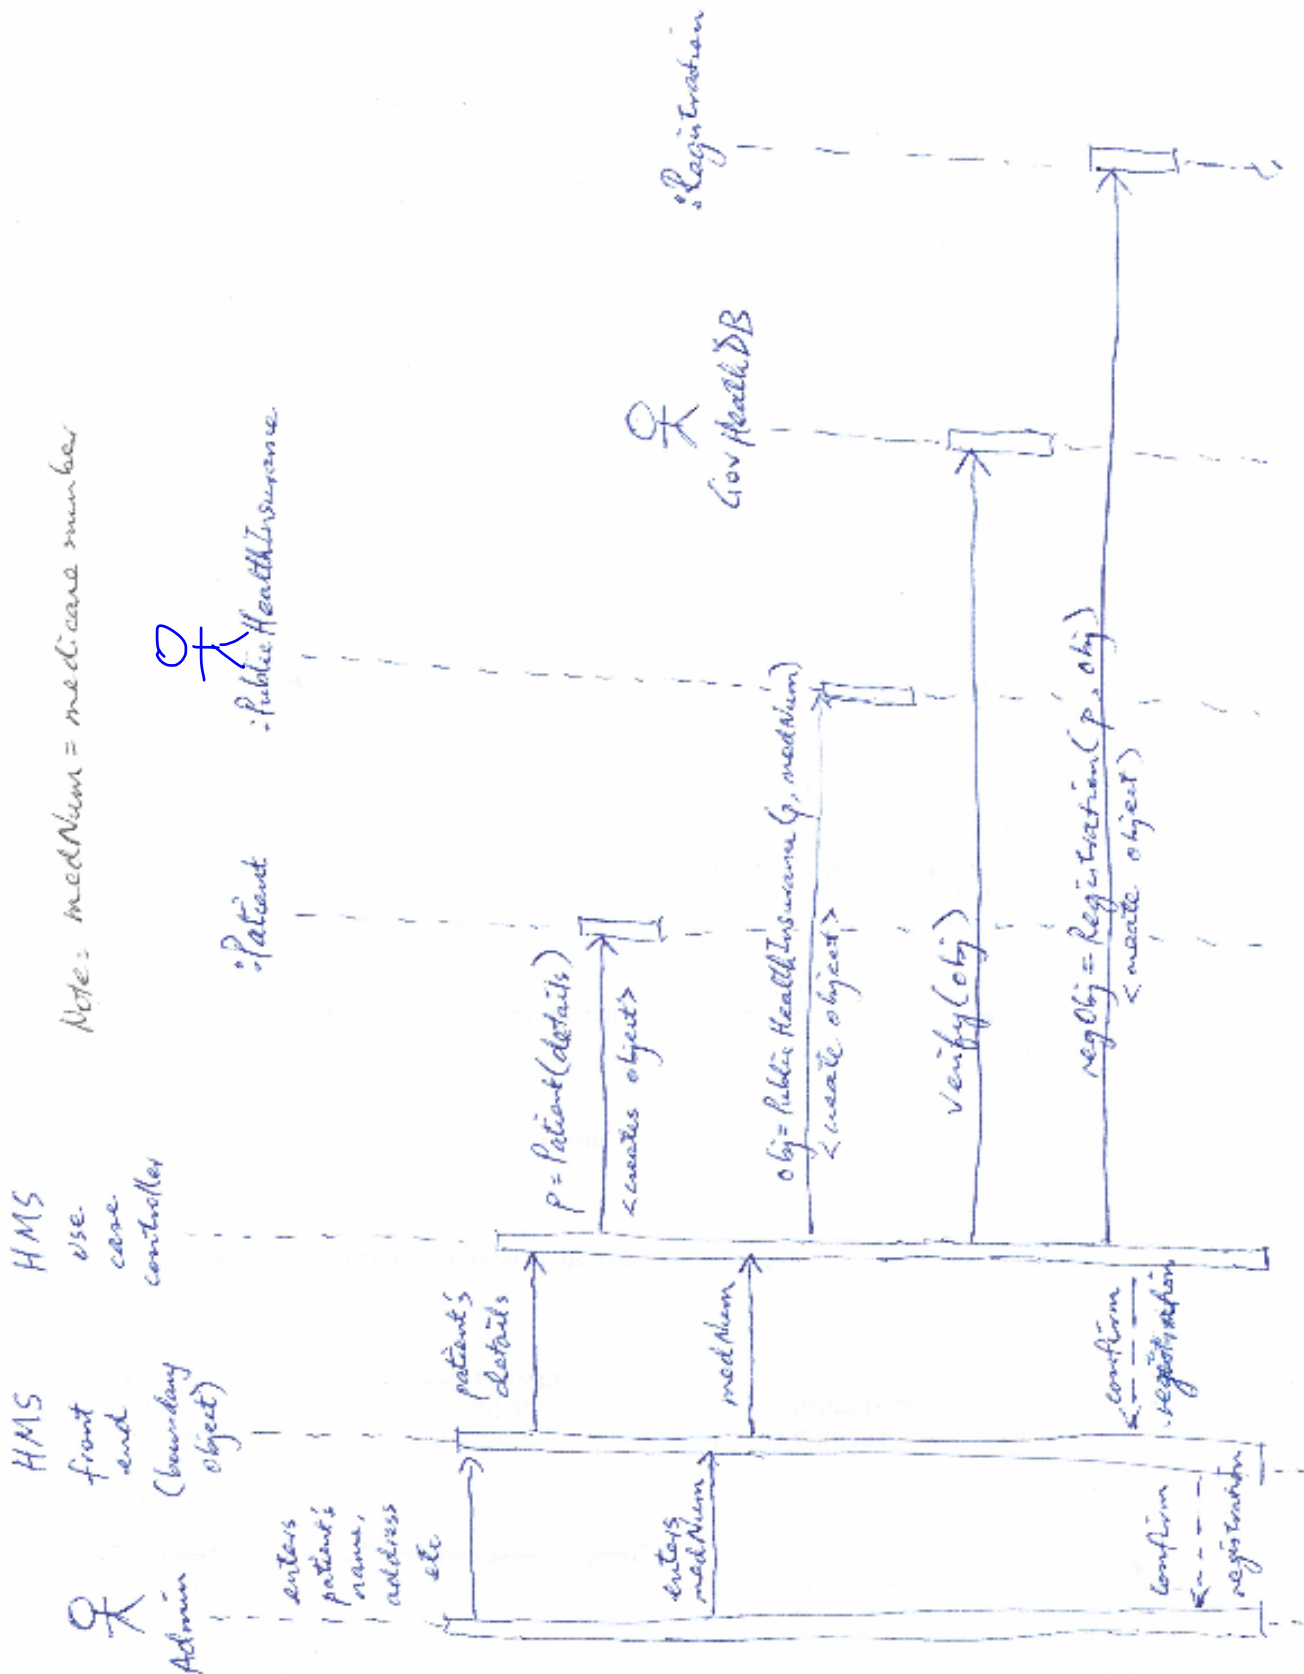 Note: medNum = medicare number
Admin
HMS
front
end
(boundary
object)
HMS
use
case
controller
:Patient
:PublicHealthInsurance
GovHealthDB
:Registration
enters
patient's
name,
address
etc
patient's
details
p = Patient(details)
<creates object>
enters
medNum
medNum
obj = PublicHealthInsurance(p, medNum)
<create object>
verify(obj)
regObj = Registration(p, obj)
<create object>
confirm
registration
confirm
registration